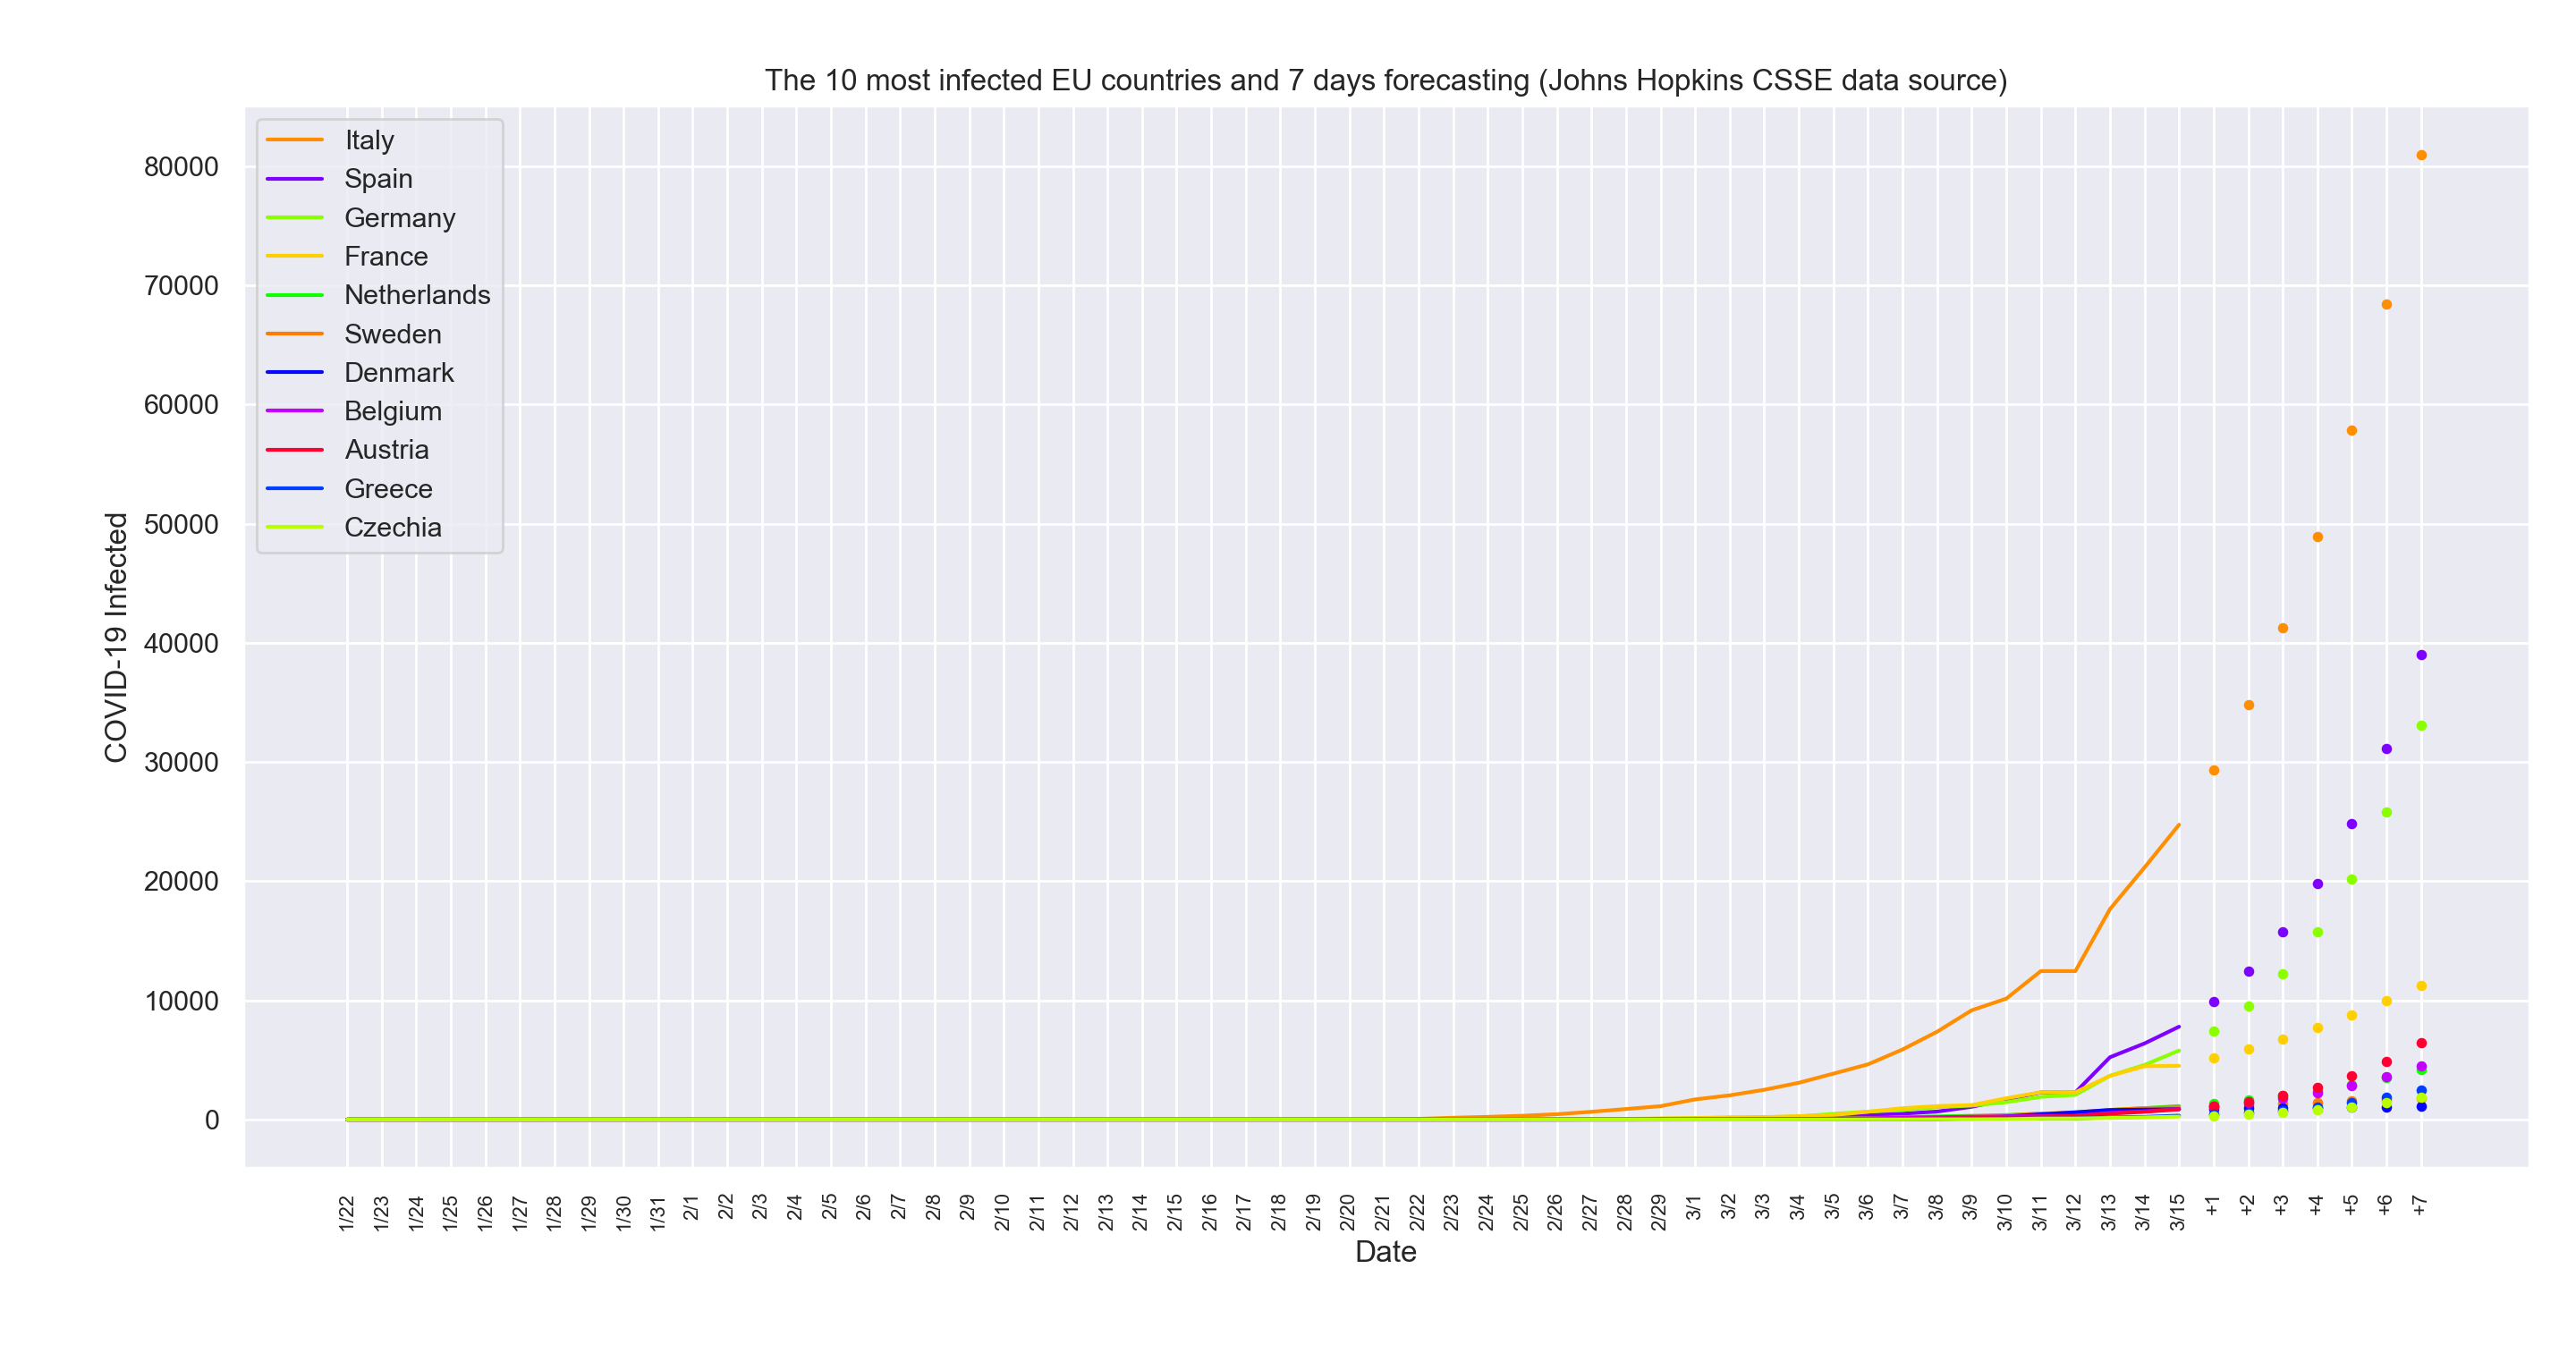 The 10 most infected EU countries and 7 days forecasting (Johns Hopkins CSSE data source)
Italy
Spain
Germany
France
Netherlands
Sweden
Denmark
Belgium
Austria
Greece
Czechia
COVID-19 Infected
80000
70000
60000
50000
40000
30000
20000
10000
0
1/22 1/23 1/24 1/25 1/26 1/27 1/28 1/29 1/30 1/31 2/1 2/2 2/3 2/4 2/5 2/6 2/7 2/8 2/9 2/10 2/11 2/12 2/13 2/14 2/15 2/16 2/17 2/18 2/19 2/20 2/21 2/22 2/23 2/24 2/25 2/26 2/27 2/28 2/29 3/1 3/2 3/3 3/4 3/5 3/6 3/7 3/8 3/9 3/10 3/11 3/12 3/13 3/14 3/15 +1 +2 +3 +4 +5 +6 +7
Date